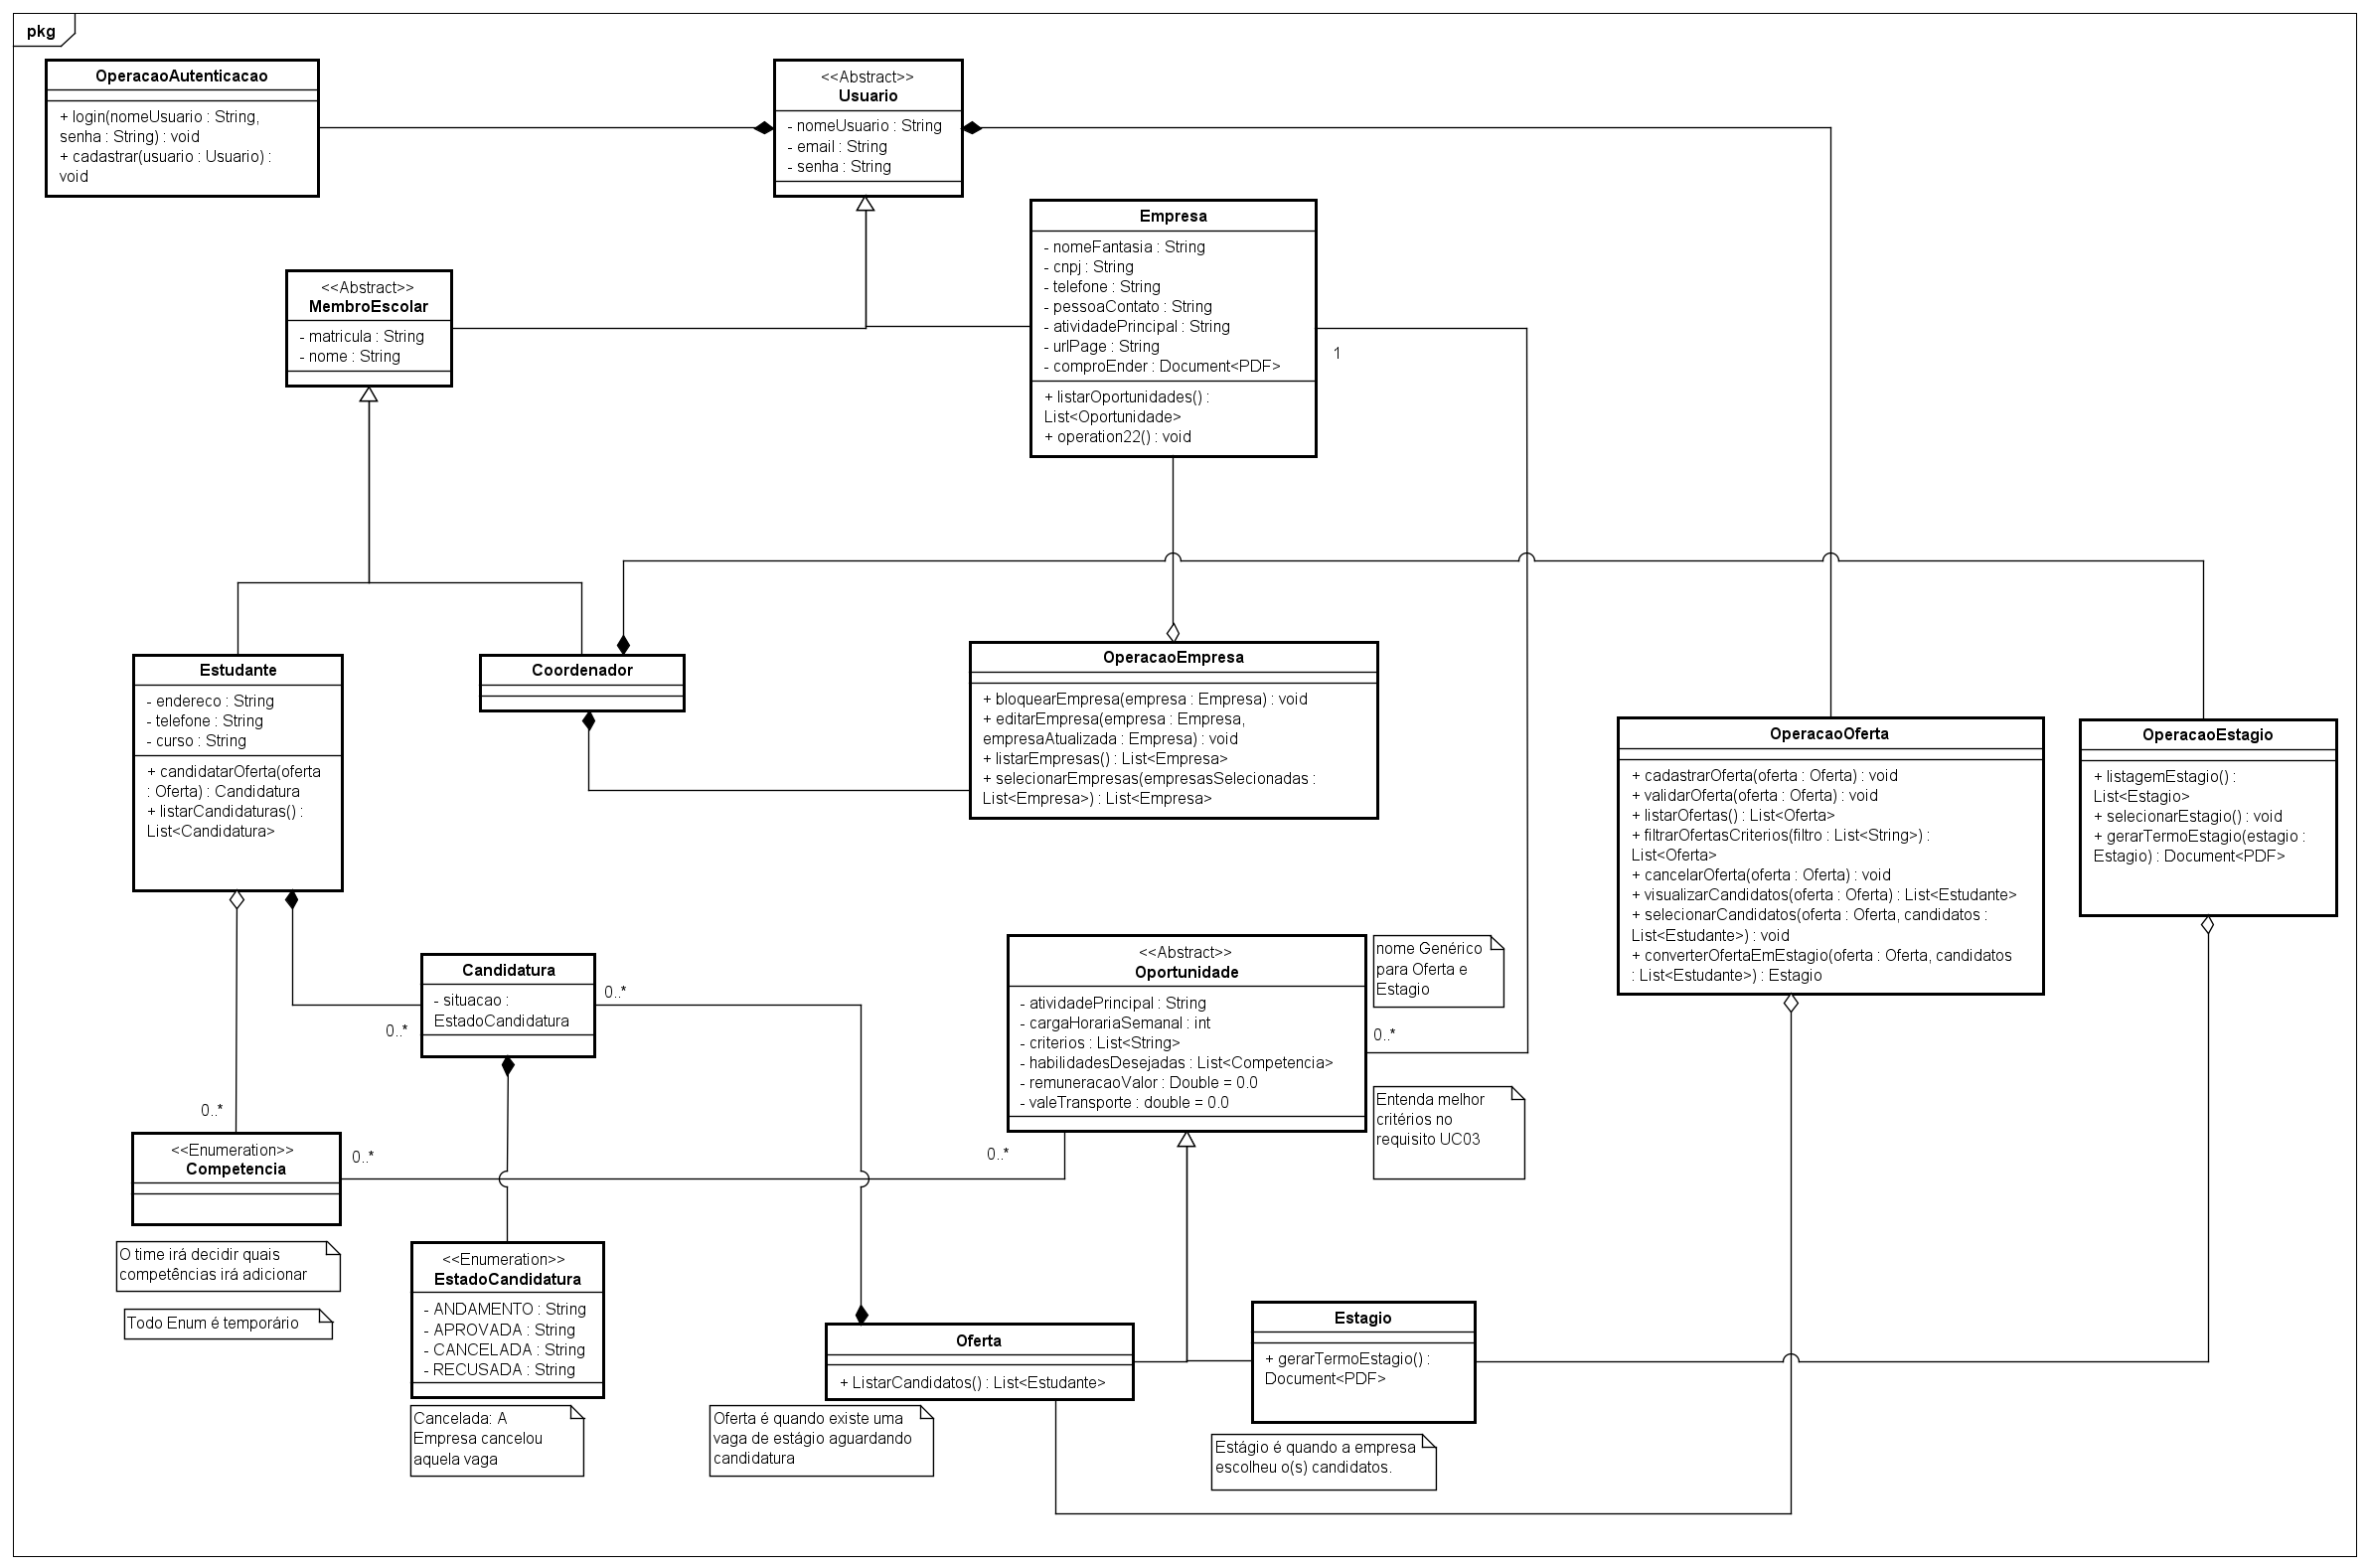 pkg
OperacaoAutenticacao
+ login(nomeUsuario : String,
senha : String) : void
+ cadastrar(usuario : Usuario) :
void
<<Abstract>>
Usuario
- nomeUsuario : String
- email : String
- senha : String
Empresa
- nomeFantasia : String
- cnpj : String
- telefone : String
- pessoaContato : String
- atividadePrincipal : String
- urlPage : String
- comproEnder : Document<PDF>
+ listarOportunidades() :
List<Oportunidade>
+ operation22() : void
1
<<Abstract>>
MembroEscolar
- matricula : String
- nome : String
Estudante
- endereco : String
- telefone : String
- curso : String
+ candidatarOferta(oferta
: Oferta) : Candidatura
+ listarCandidaturas() :
List<Candidatura>
Coordenador
OperacaoEmpresa
+ bloquearEmpresa(empresa : Empresa) : void
+ editarEmpresa(empresa : Empresa,
empresaAtualizada : Empresa) : void
+ listarEmpresas() : List<Empresa>
+ selecionarEmpresas(empresasSelecionadas :
List<Empresa>) : List<Empresa>
OperacaoOferta
+ cadastrarOferta(oferta : Oferta) : void
+ validarOferta(oferta : Oferta) : void
+ listarOfertas() : List<Oferta>
+ filtrarOfertasCriterios(filtro : List<String>) :
List<Oferta>
+ cancelarOferta(oferta : Oferta) : void
+ visualizarCandidatos(oferta : Oferta) : List<Estudante>
+ selecionarCandidatos(oferta : Oferta, candidatos :
List<Estudante>) : void
+ converterOfertaEmEstagio(oferta : Oferta, candidatos
: List<Estudante>) : Estagio
OperacaoEstagio
+ listagemEstagio() :
List<Estagio>
+ selecionarEstagio() : void
+ gerarTermoEstagio(estagio :
Estagio) : Document<PDF>
Candidatura
- situacao :
EstadoCandidatura
0..*
0..*
<<Abstract>>
Oportunidade
- atividadePrincipal : String
- cargaHorariaSemanal : int
- criterios : List<String>
- habilidadesDesejadas : List<Competencia>
- remuneracaoValor : Double = 0.0
- valeTransporte : double = 0.0
nome Genérico
para Oferta e
Estagio
0..*
Entenda melhor
critérios no
requisito UC03
0..*
<<Enumeration>>
Competencia
0..*
0..*
O time irá decidir quais
competências irá adicionar
Todo Enum é temporário
<<Enumeration>>
EstadoCandidatura
- ANDAMENTO : String
- APROVADA : String
- CANCELADA : String
- RECUSADA : String
Cancelada: A
Empresa cancelou
aquela vaga
Oferta
+ ListarCandidatos() : List<Estudante>
Oferta é quando existe uma
vaga de estágio aguardando
candidatura
Estagio
+ gerarTermoEstagio() :
Document<PDF>
Estágio é quando a empresa
escolheu o(s) candidatos.